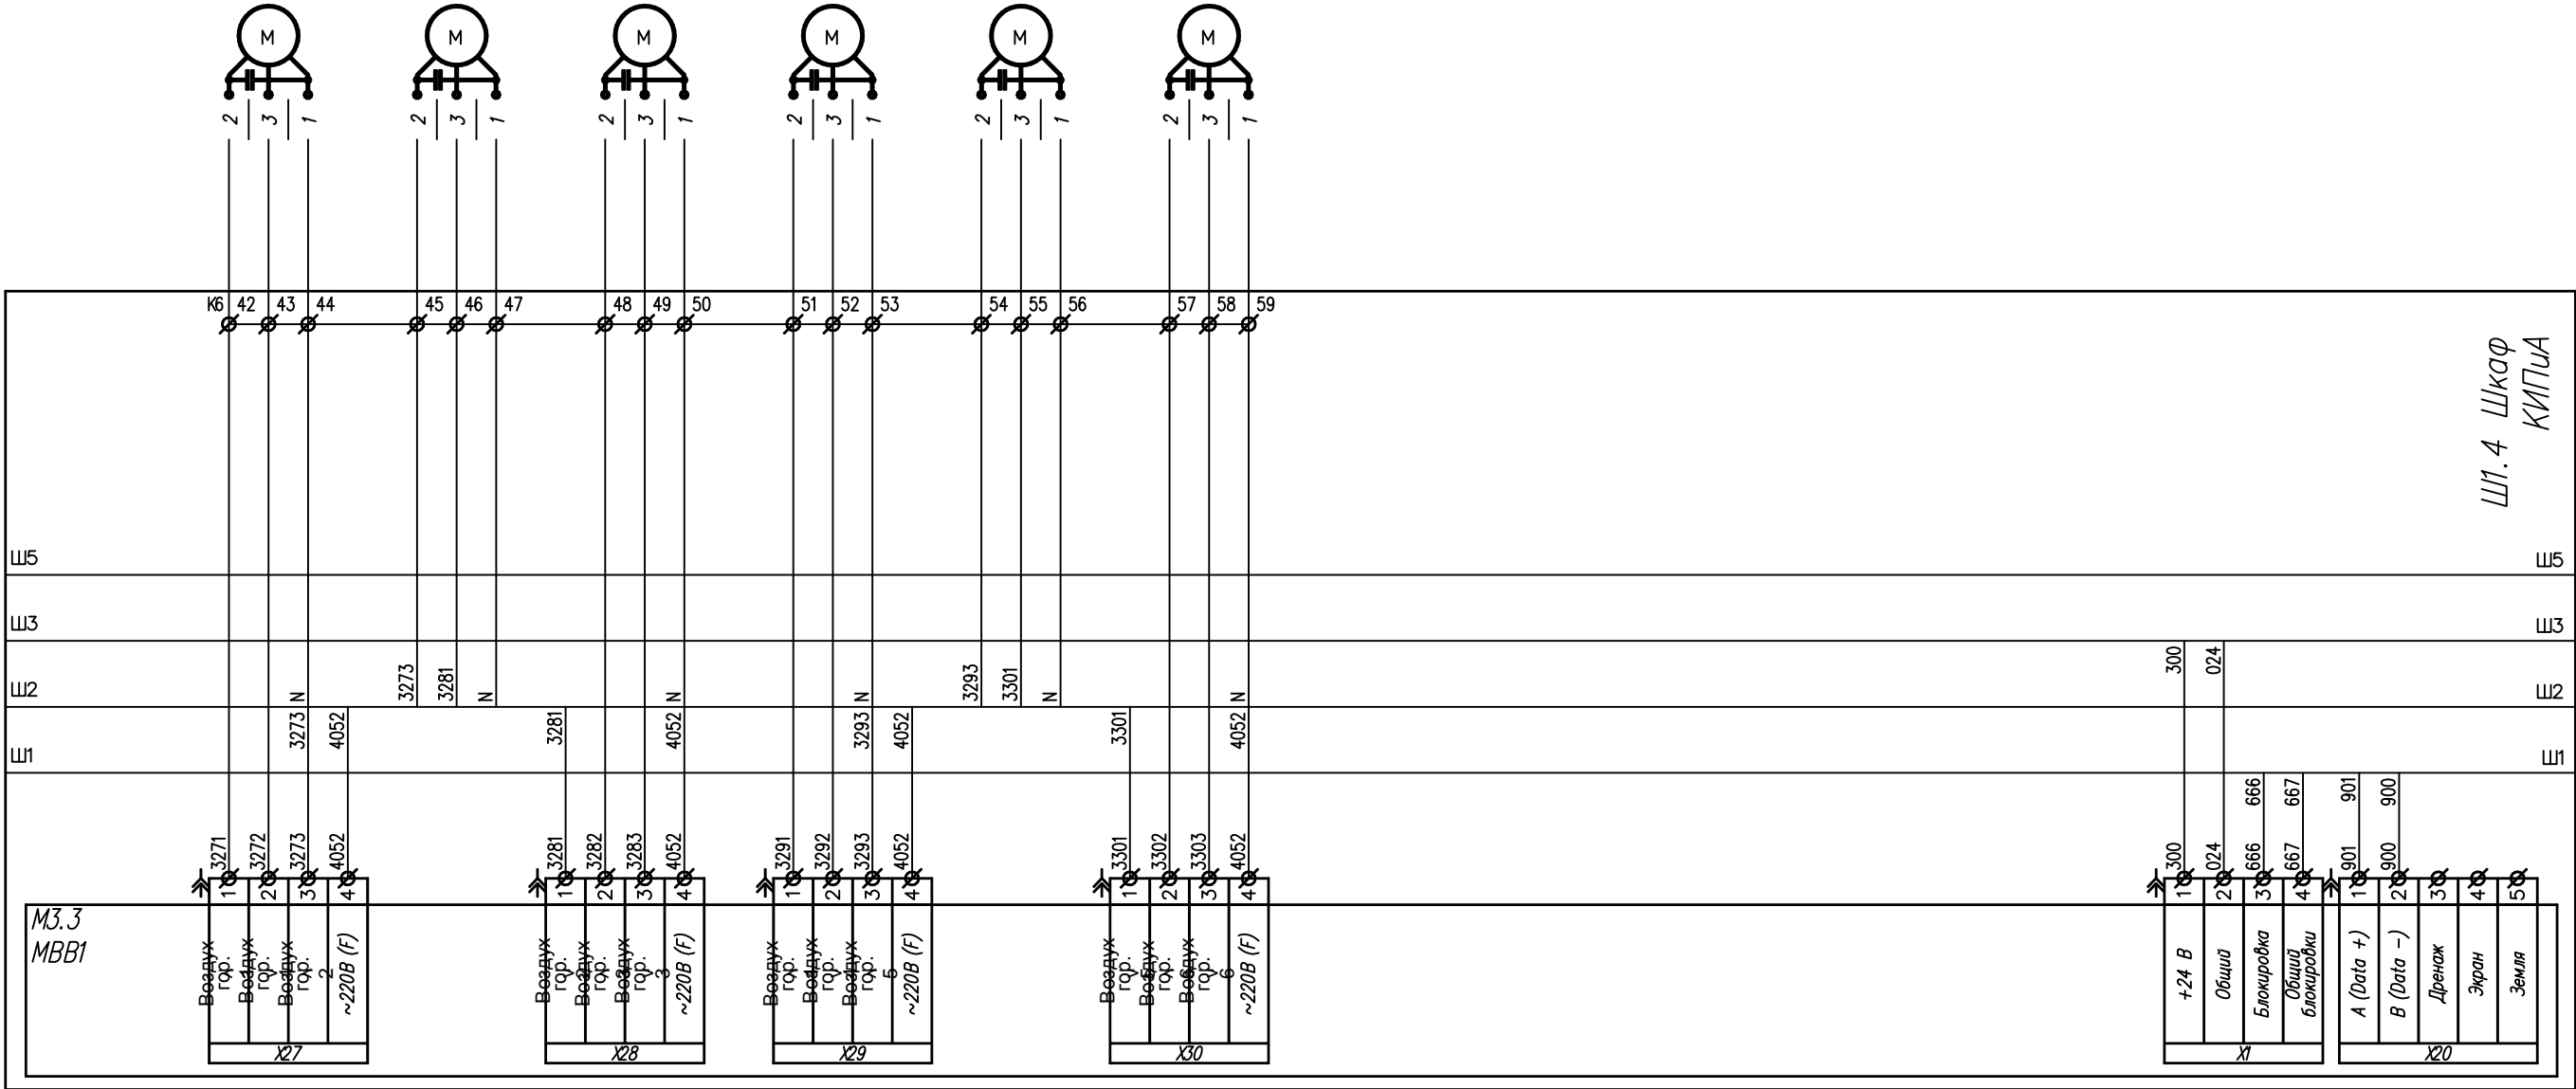 M M M M M M
2 3 1 2 3 1 2 3 1 2 3 1 2 3 1 2 3 1
К6 42 43 44 45 46 47 48 49 50 51 52 53 54 55 56 57 58 59
Ш1.4 Шкаф
КИПиА
Ш5 Ш5
Ш3 Ш3
Ш2 N 3273 3281 N N N 3293 3301 N N 300 024 Ш2
Ш1 3273 4052 3281 4052 3293 4052 3301 4052 Ш1
666 667 901 900
3271 3272 3273 4052 3281 3282 3283 4052 3291 3292 3293 4052 3301 3302 3303 4052 300 024 666 667 901 900
1 2 3 4 1 2 3 4 1 2 3 4 1 2 3 4 1 2 3 4 1 2 3 4 5
М3.3
МВВ1
Воздух гор.
Воздух гор.
Воздух гор. 2
~220В (F)
Воздух гор.
Воздух гор.
Воздух гор. 3
~220В (F)
Воздух гор.
Воздух гор.
Воздух гор. 5
~220В (F)
Воздух гор.
Воздух гор.
Воздух гор. 6
~220В (F)
+24 В
Общий
Блокировка
Общий
блокировки
A (Data +)
B (Data -)
Дренаж
Экран
Земля
X27 X28 X29 X30 X1 X20